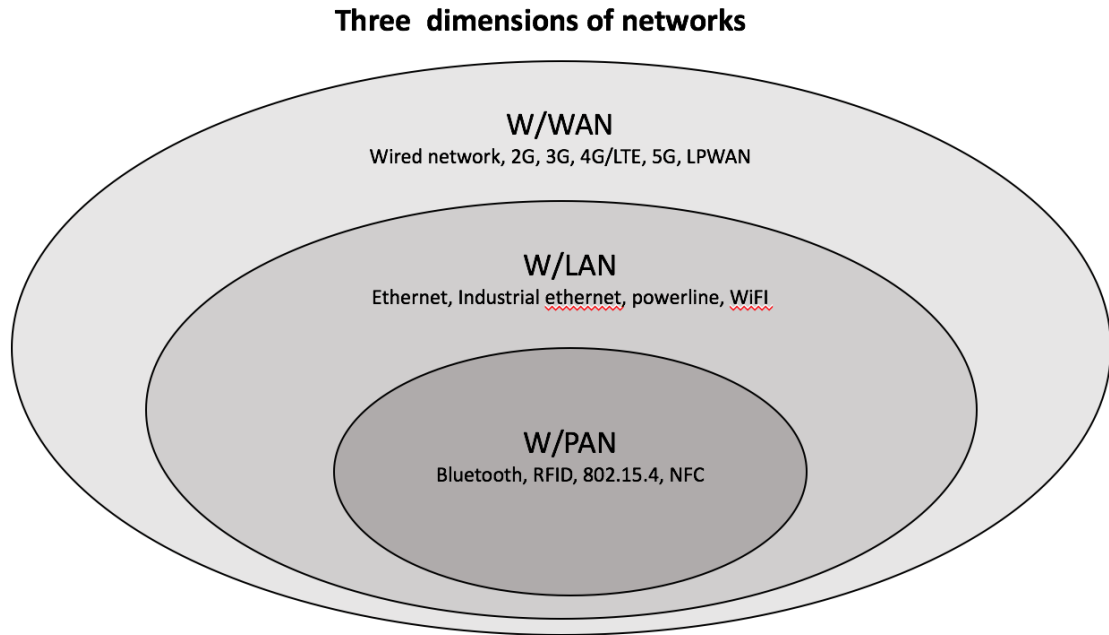 Three  dimensions of networks
W/WAN
Wired network, 2G, 3G, 4G/LTE, 5G, LPWAN
W/LAN
Ethernet, Industrial ethernet, powerline, WiFI
W/PAN
Bluetooth, RFID, 802.15.4, NFC